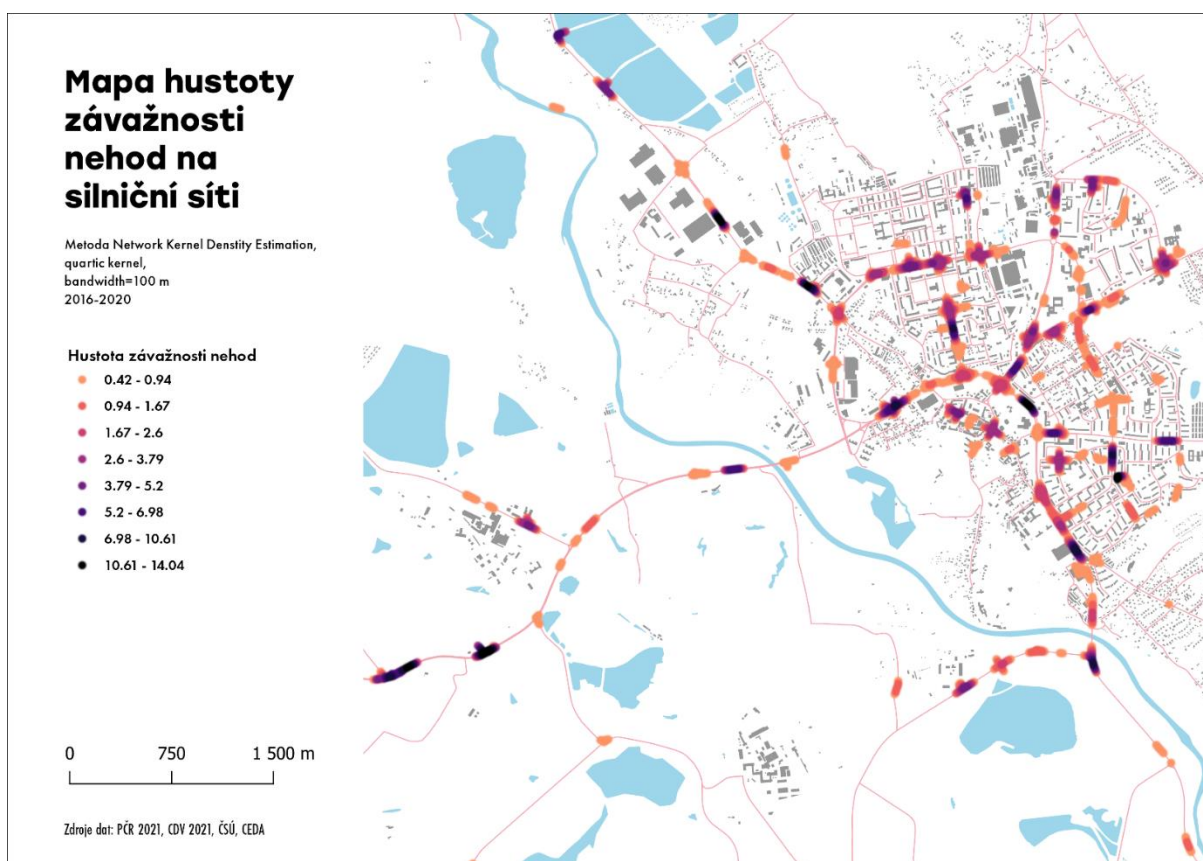 Mapa hustoty
závažnosti
nehod na
silniční síti
Metoda Network Kernel Denstity Estimation,
quartic kernel,
bandwidth=100 m
2016-2020
Hustota závažnosti nehod
0.42 - 0.94
0.94 - 1.67
1.67 - 2.6
2.6 - 3.79
3.79 - 5.2
5.2 - 6.98
6.98 - 10.61
10.61 - 14.04
0 750 1 500 m
Zdroje dat: PČR 2021, CDV 2021, ČSÚ, CEDA